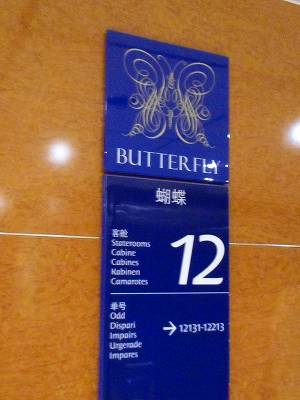 BUTTERFLY
蝴蝶
客舱
Staterooms
Cabine
Cabines
Kabinen
Camarotes
12
单号
Odd
Dispari
Impairs
Urgerade
Impares
→ 12131-12213